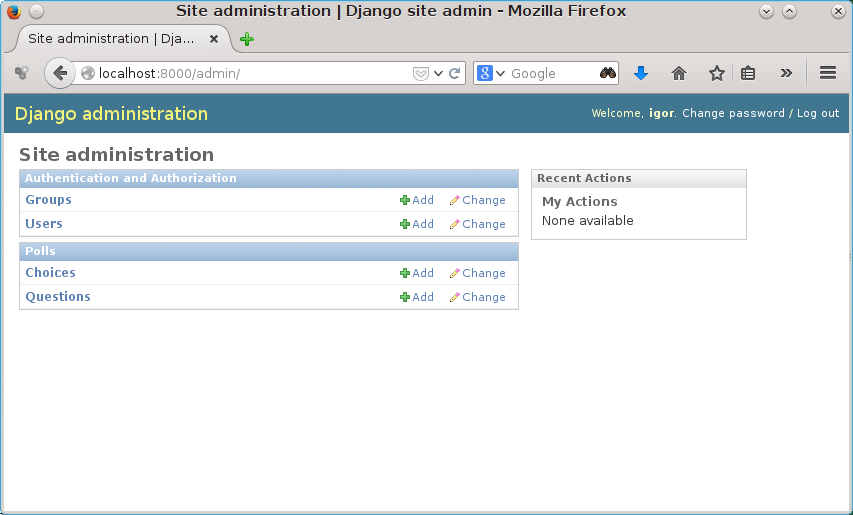 Site administration | Django site admin - Mozilla Firefox
Site administration | Dja...
localhost:8000/admin/
Google
Django administration
Welcome, igor. Change password / Log out
Site administration
Authentication and Authorization
Groups Add Change
Users Add Change
Polls
Choices Add Change
Questions Add Change
Recent Actions
My Actions
None available